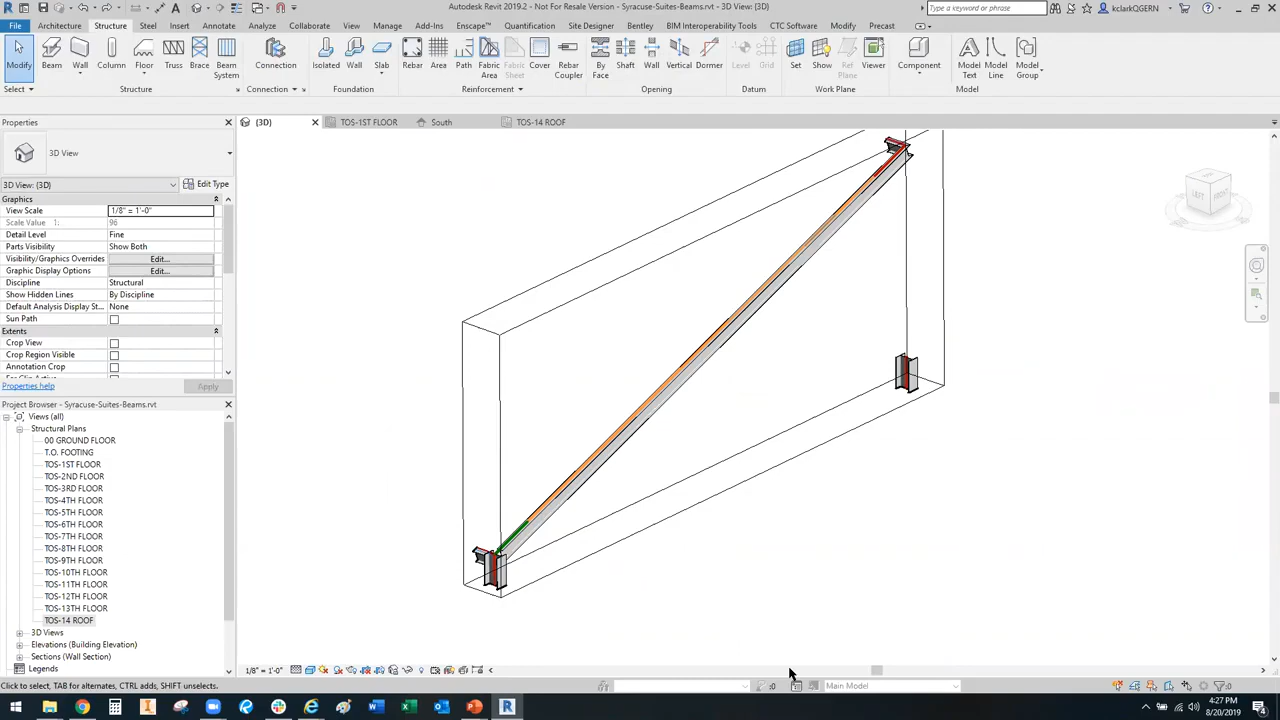 Autodesk Revit 2019.2 - Not For Resale Version - Syracuse-Suites-Beams.rvt - 3D View: {3D}
Type a keyword or phrase
kclarkQGERN
File Architecture Structure Steel Insert Annotate Analyze Collaborate View Manage Add-Ins Enscape™ Quantification Site Designer Bentley BIM Interoperability Tools CTC Software Modify Precast
Modify Beam Wall Column Floor Truss Brace Beam System Connection Isolated Wall Slab Rebar Area Path Fabric Area Fabric Sheet Cover Rebar Coupler By Face Shaft Wall Vertical Dormer Level Grid Set Show Ref Plane Viewer Component Model Text Model Line Model Group
Select Structure Connection Foundation Reinforcement Opening Datum Work Plane Model
Properties
{3D} TOS-1ST FLOOR South TOS-14 ROOF
3D View
3D View: {3D} Edit Type
Graphics
View Scale 1/8" = 1'-0"
Scale Value 1: 96
Detail Level Fine
Parts Visibility Show Both
Visibility/Graphics Overrides Edit...
Graphic Display Options Edit...
Discipline Structural
Show Hidden Lines By Discipline
Default Analysis Display St... None
Sun Path
Extents
Crop View
Crop Region Visible
Annotation Crop
Properties help Apply
LEFT FRONT
Project Browser - Syracuse-Suites-Beams.rvt
Views (all)
Structural Plans
00 GROUND FLOOR
T.O. FOOTING
TOS-1ST FLOOR
TOS-2ND FLOOR
TOS-3RD FLOOR
TOS-4TH FLOOR
TOS-5TH FLOOR
TOS-6TH FLOOR
TOS-7TH FLOOR
TOS-8TH FLOOR
TOS-9TH FLOOR
TOS-10TH FLOOR
TOS-11TH FLOOR
TOS-12TH FLOOR
TOS-13TH FLOOR
TOS-14 ROOF
3D Views
Elevations (Building Elevation)
Sections (Wall Section)
Legends
1/8" = 1'-0"
Click to select, TAB for alternates, CTRL adds, SHIFT unselects.
:0 Main Model :0
4:27 PM
8/20/2019